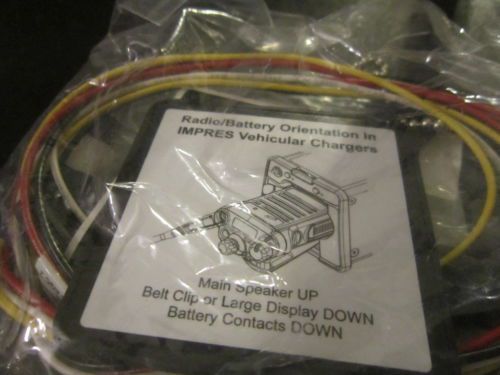 Radio/Battery Orientation in
IMPRES Vehicular Chargers
Main Speaker UP
Belt Clip or Large Display DOWN
Battery Contacts DOWN